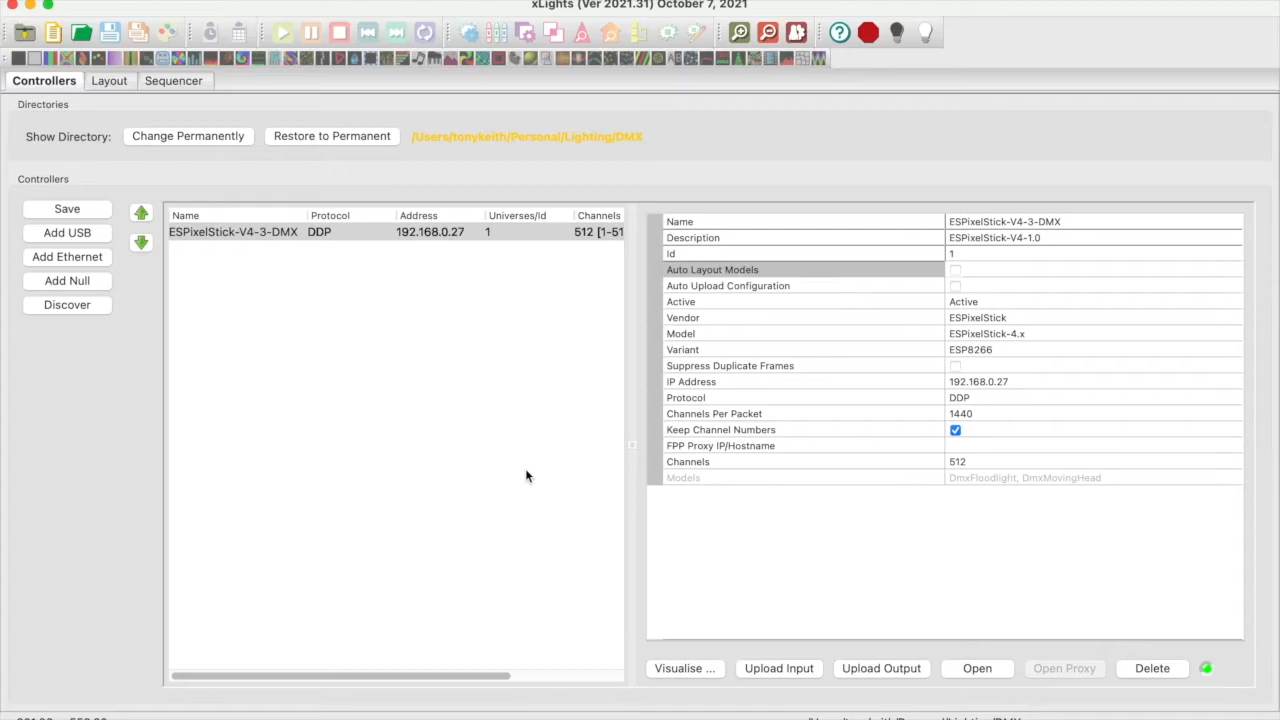 xLights (Ver 2021.31) October 7, 2021
Controllers Layout Sequencer
Directories
Show Directory: Change Permanently Restore to Permanent /Users/tonykeith/Personal/Lighting/DMX
Controllers
Save
Add USB
Add Ethernet
Add Null
Discover
Name Protocol Address Universes/Id Channels
ESPixelStick-V4-3-DMX DDP 192.168.0.27 1 512 [1-51
Name ESPixelStick-V4-3-DMX
Description ESPixelStick-V4-1.0
Id 1
Auto Layout Models
Auto Upload Configuration
Active Active
Vendor ESPixelStick
Model ESPixelStick-4.x
Variant ESP8266
Suppress Duplicate Frames
IP Address 192.168.0.27
Protocol DDP
Channels Per Packet 1440
Keep Channel Numbers
FPP Proxy IP/Hostname
Channels 512
Models DmxFloodlight, DmxMovingHead
Visualise ... Upload Input Upload Output Open Open Proxy Delete